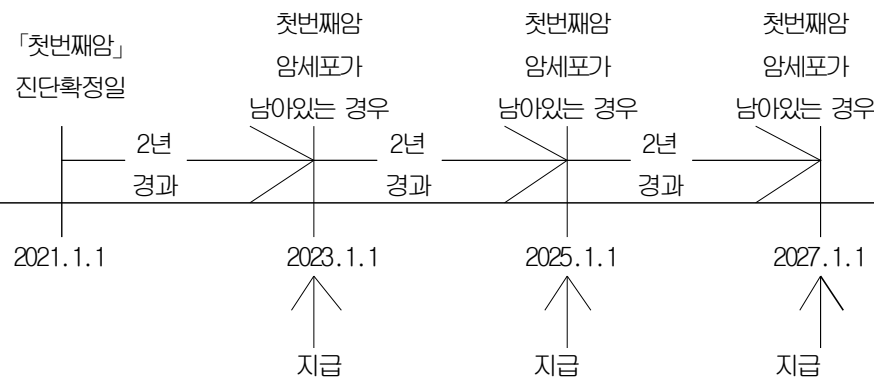 「첫번째암」
진단확정일
첫번째암
암세포가
남아있는 경우
첫번째암
암세포가
남아있는 경우
첫번째암
암세포가
남아있는 경우
2년
경과
2년
경과
2년
경과
2021.1.1
2023.1.1
2025.1.1
2027.1.1
지급
지급
지급